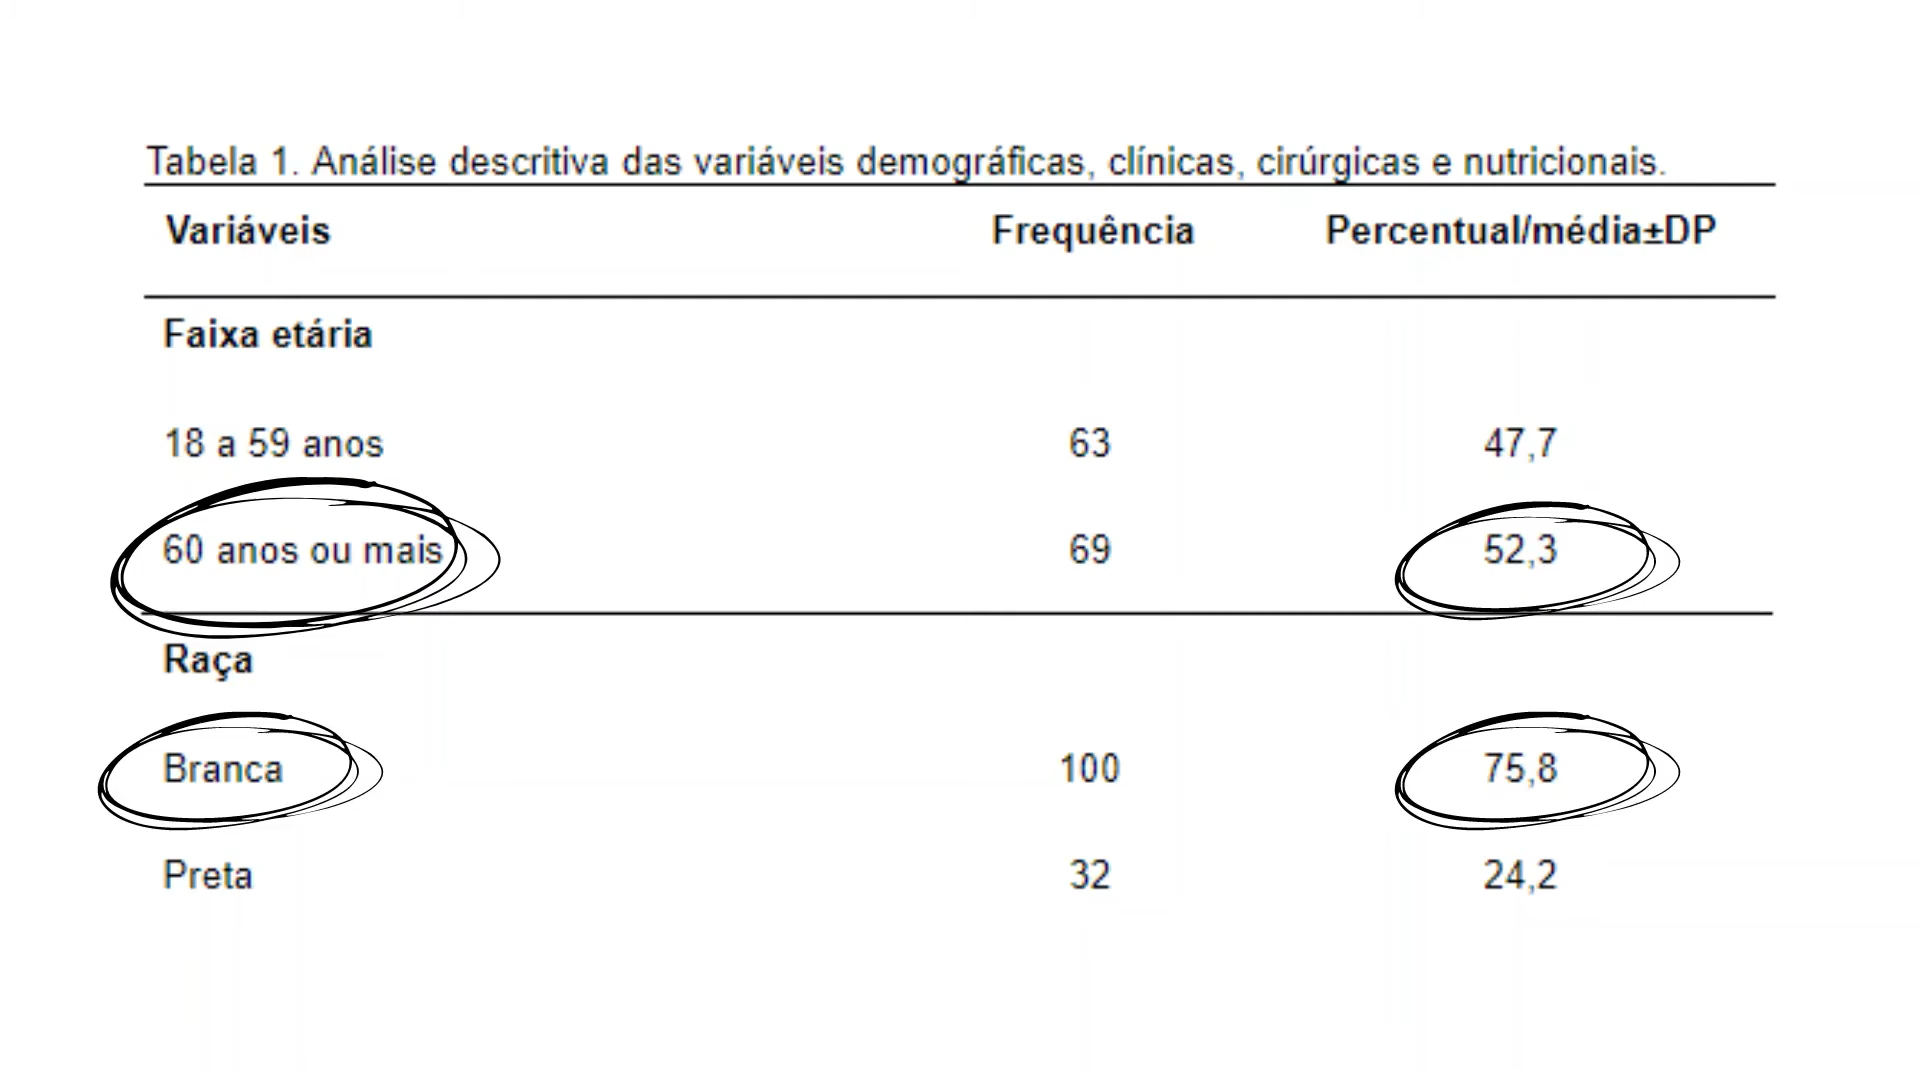 Tabela 1. Análise descritiva das variáveis demográficas, clínicas, cirúrgicas e nutricionais.
Variáveis Frequência Percentual/média±DP
Faixa etária
18 a 59 anos 63 47,7
60 anos ou mais 69 52,3
Raça
Branca 100 75,8
Preta 32 24,2